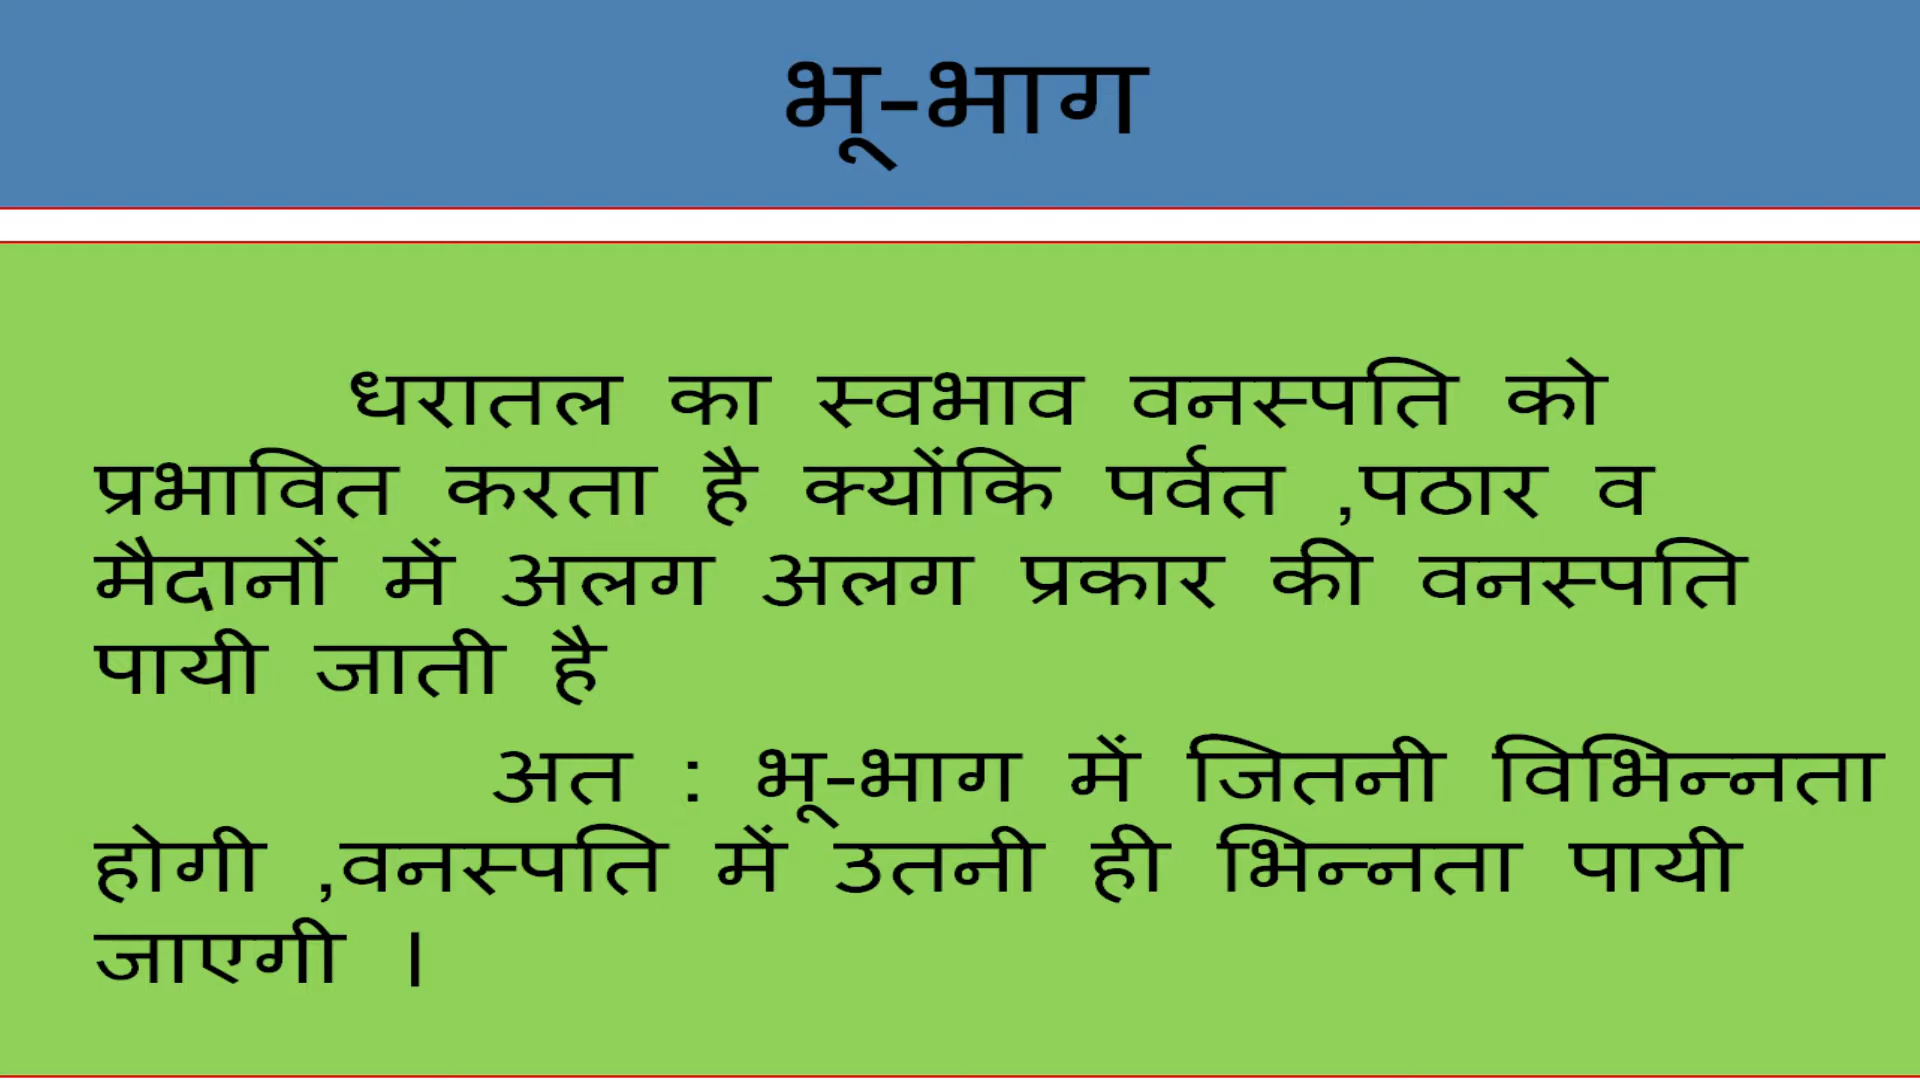 भू-भाग
धरातल का स्वभाव वनस्पति को
प्रभावित करता है क्योंकि पर्वत ,पठार व
मैदानों में अलग अलग प्रकार की वनस्पति
पायी जाती है
अत : भू-भाग में जितनी विभिन्नता
होगी ,वनस्पति में उतनी ही भिन्नता पायी
जाएगी ।